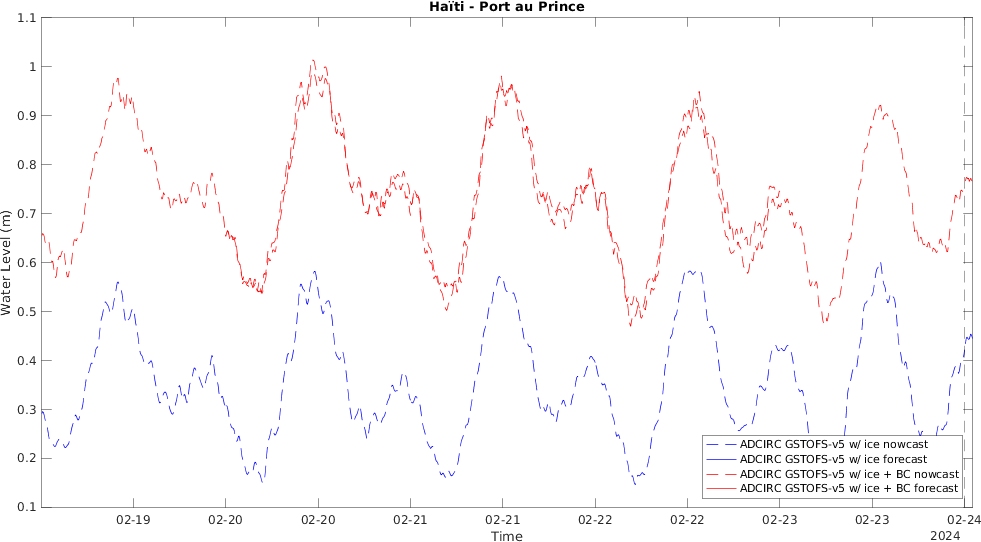 Haïti - Port au Prince
1.1
1
0.9
0.8
0.7
0.6
0.5
0.4
0.3
0.2
0.1
Water Level (m)
ADCIRC GSTOFS-v5 w/ ice nowcast
ADCIRC GSTOFS-v5 w/ ice forecast
ADCIRC GSTOFS-v5 w/ ice + BC nowcast
ADCIRC GSTOFS-v5 w/ ice + BC forecast
02-19 02-20 02-20 02-21 02-21 02-22 02-22 02-23 02-23 02-24
Time
2024